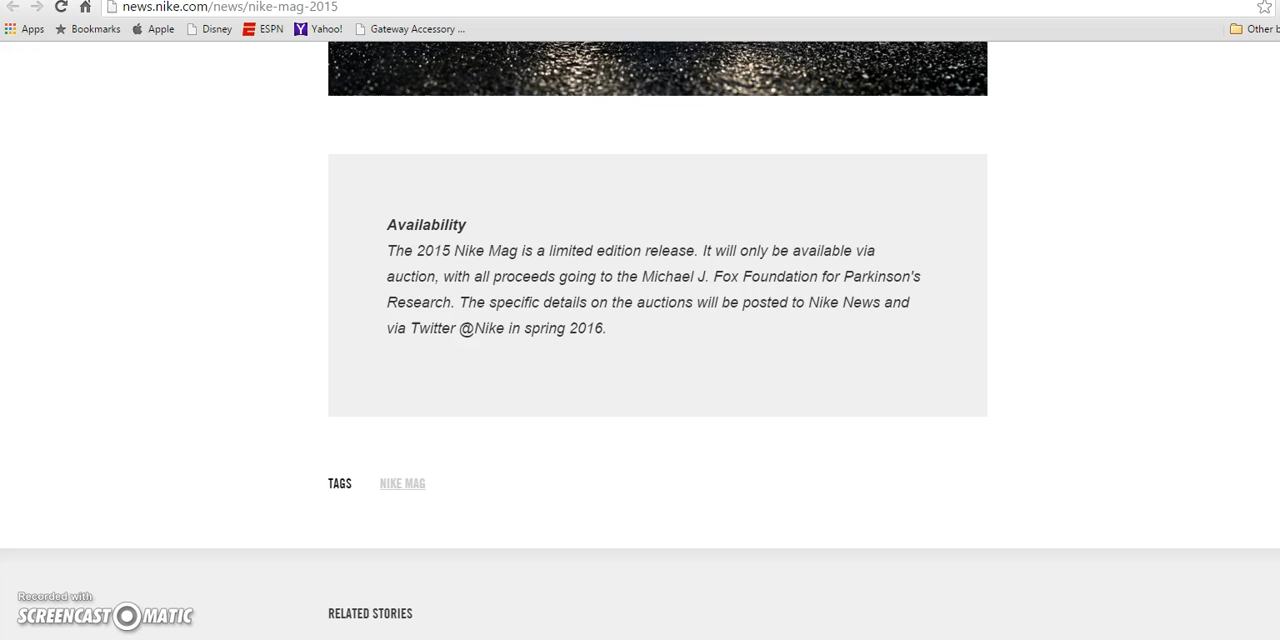 news.nike.com/news/nike-mag-2015
Apps Bookmarks Apple Disney ESPN Yahoo! Gateway Accessory ... Other b
Availability
The 2015 Nike Mag is a limited edition release. It will only be available via
auction, with all proceeds going to the Michael J. Fox Foundation for Parkinson's
Research. The specific details on the auctions will be posted to Nike News and
via Twitter @Nike in spring 2016.
TAGS NIKE MAG
Recorded with
SCREENCAST-O-MATIC
RELATED STORIES